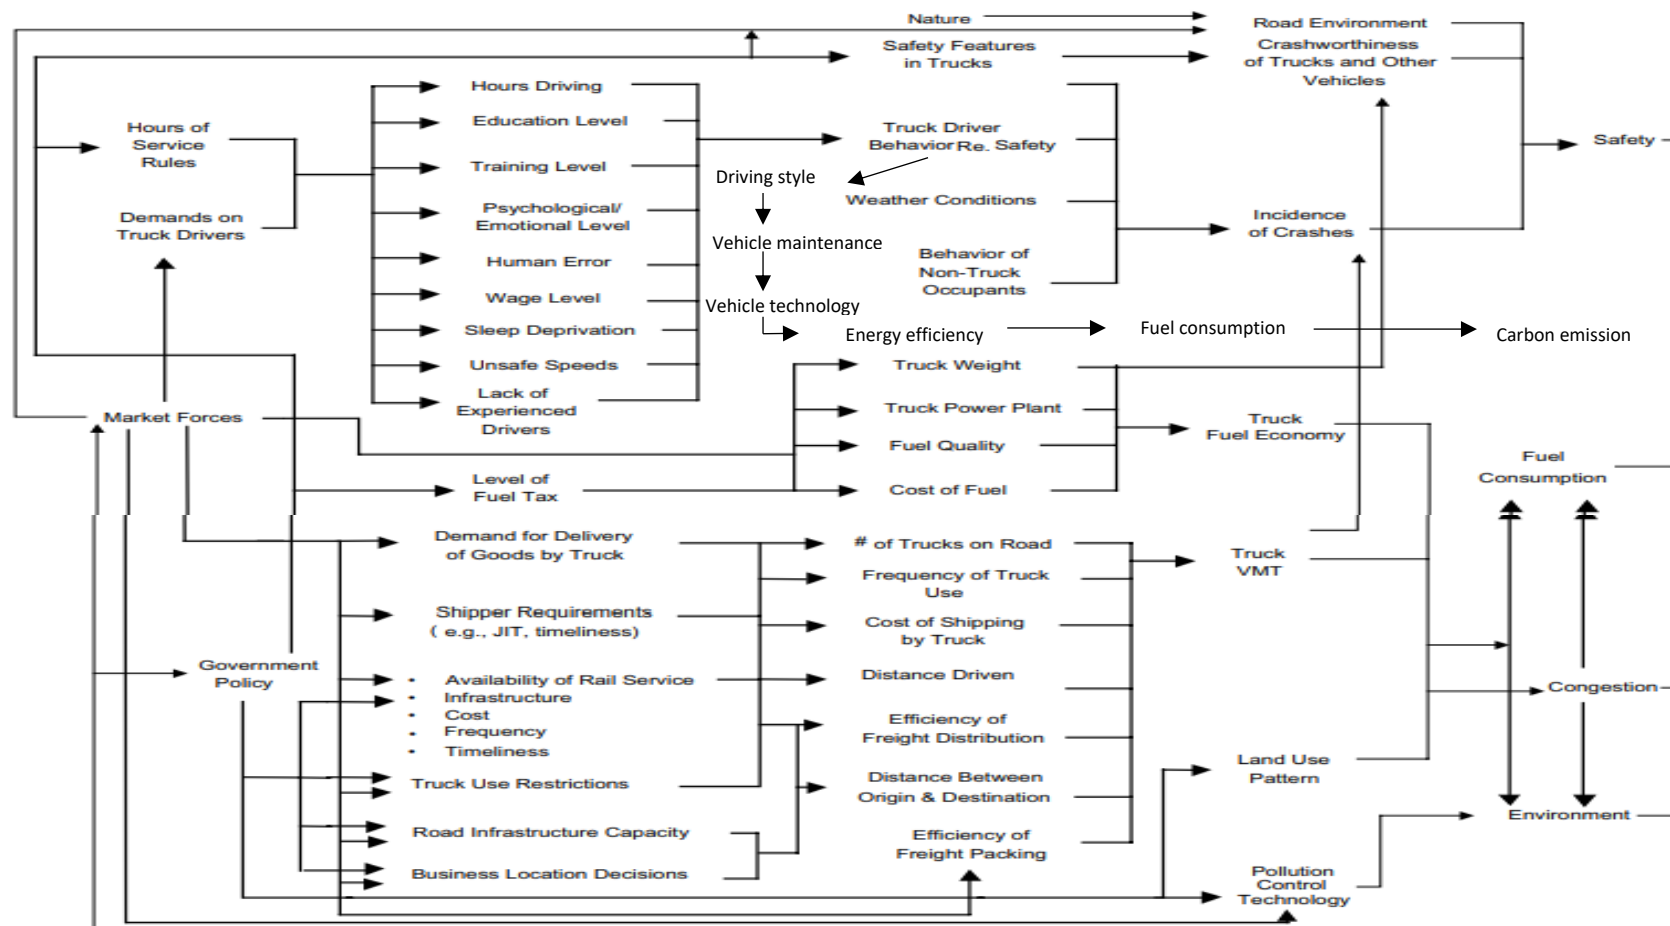 Nature
Road Environment
Safety Features
in Trucks
Crashworthiness
of Trucks and Other
Vehicles
Hours of
Service
Rules
Demands on
Truck Drivers
Hours Driving
Education Level
Training Level
Psychological/
Emotional Level
Human Error
Wage Level
Sleep Deprivation
Unsafe Speeds
Lack of
Experienced
Drivers
Truck Driver
Behavior Re. Safety
Driving style
Weather Conditions
Vehicle maintenance
Behavior of
Non-Truck
Occupants
Vehicle technology
Incidence
of Crashes
Safety
Energy efficiency
Fuel consumption
Carbon emission
Market Forces
Level of
Fuel Tax
Truck Weight
Truck Power Plant
Fuel Quality
Cost of Fuel
Truck
Fuel Economy
Fuel
Consumption
Demand for Delivery
of Goods by Truck
Shipper Requirements
( e.g., JIT, timeliness)
Government
Policy
• Availability of Rail Service
• Infrastructure
• Cost
• Frequency
• Timeliness
Truck Use Restrictions
Road Infrastructure Capacity
Business Location Decisions
# of Trucks on Road
Frequency of Truck
Use
Cost of Shipping
by Truck
Distance Driven
Efficiency of
Freight Distribution
Distance Between
Origin & Destination
Efficiency of
Freight Packing
Truck
VMT
Land Use
Pattern
Congestion
Environment
Pollution
Control
Technology